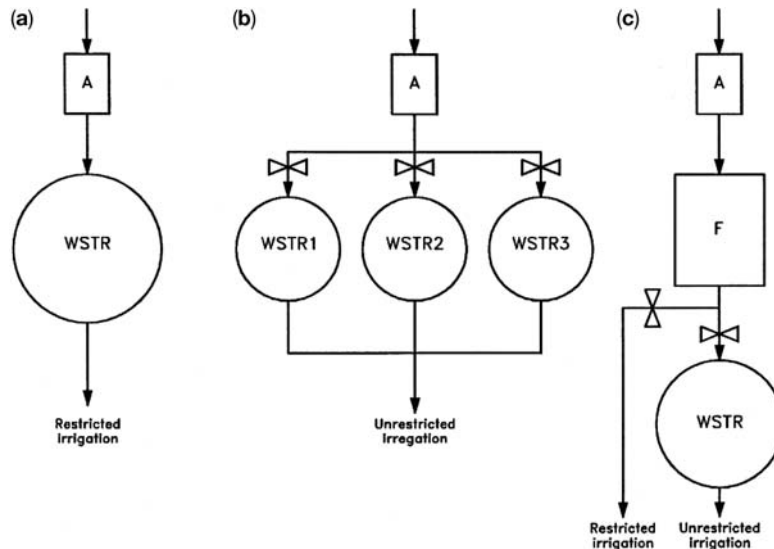 (a)
A
WSTR
Restricted
irrigation
(b)
A
WSTR1
WSTR2
WSTR3
Unrestricted
irregation
(c)
A
F
WSTR
Restricted
irrigation
Unrestricted
irrigation